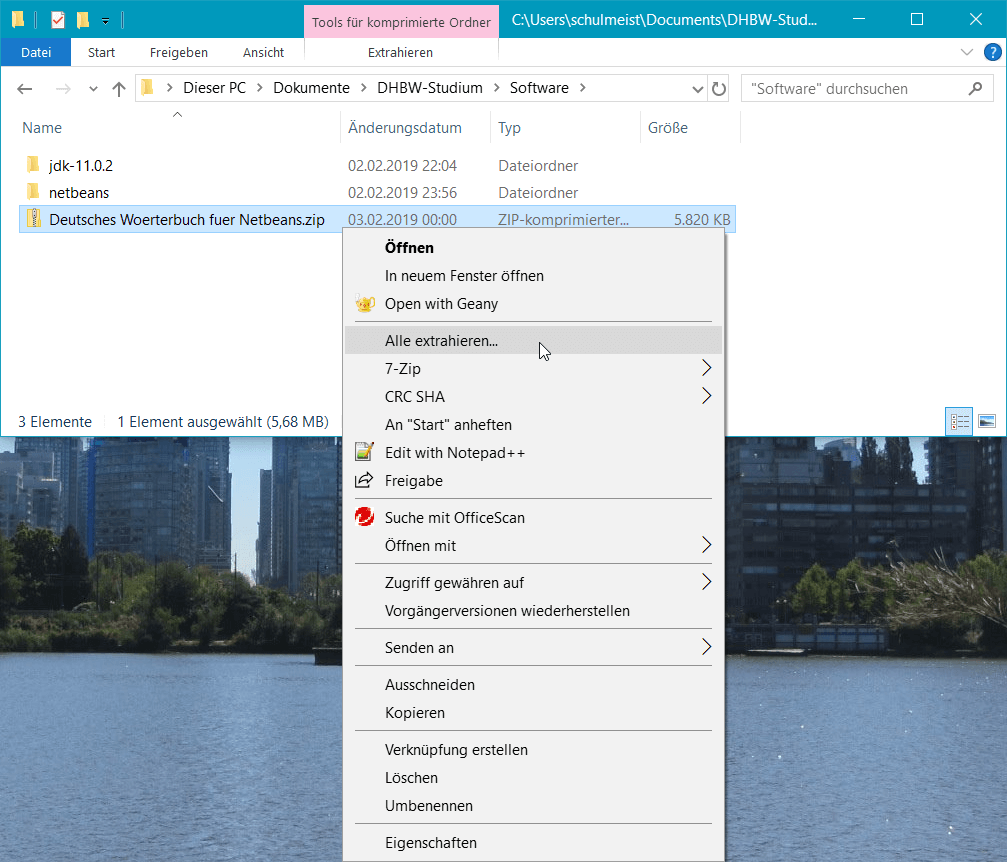 Tools für komprimierte Ordner
C:\Users\schulmeist\Documents\DHBW-Stud...
Datei Start Freigeben Ansicht Extrahieren
?
Dieser PC > Dokumente > DHBW-Studium > Software >
"Software" durchsuchen
Name Änderungsdatum Typ Größe
jdk-11.0.2 02.02.2019 22:04 Dateiordner
netbeans 02.02.2019 23:56 Dateiordner
Deutsches Woerterbuch fuer Netbeans.zip 03.02.2019 00:00 ZIP-komprimierter... 5.820 KB
Öffnen
In neuem Fenster öffnen
Open with Geany
Alle extrahieren...
7-Zip
CRC SHA
An "Start" anheften
Edit with Notepad++
Freigabe
Suche mit OfficeScan
Öffnen mit
Zugriff gewähren auf
Vorgängerversionen wiederherstellen
Senden an
Ausschneiden
Kopieren
Verknüpfung erstellen
Löschen
Umbenennen
Eigenschaften
3 Elemente 1 Element ausgewählt (5,68 MB)